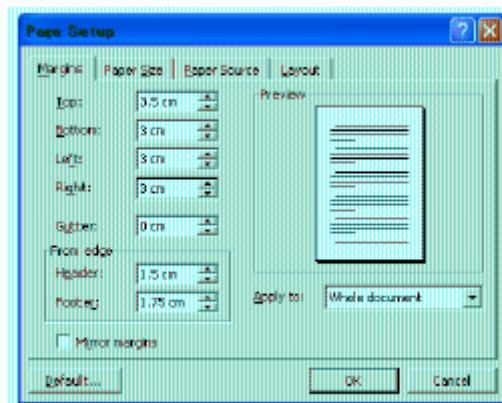 Page Setup
Margins Paper Size Paper Source Layout
Top: 3.5 cm
Preview
Bottom: 3 cm
Left: 3 cm
Right: 3 cm
Gutter: 0 cm
From edge
Header: 1.5 cm
Footer: 1.75 cm
Apply to: Whole document
Mirror margins
Default... OK Cancel